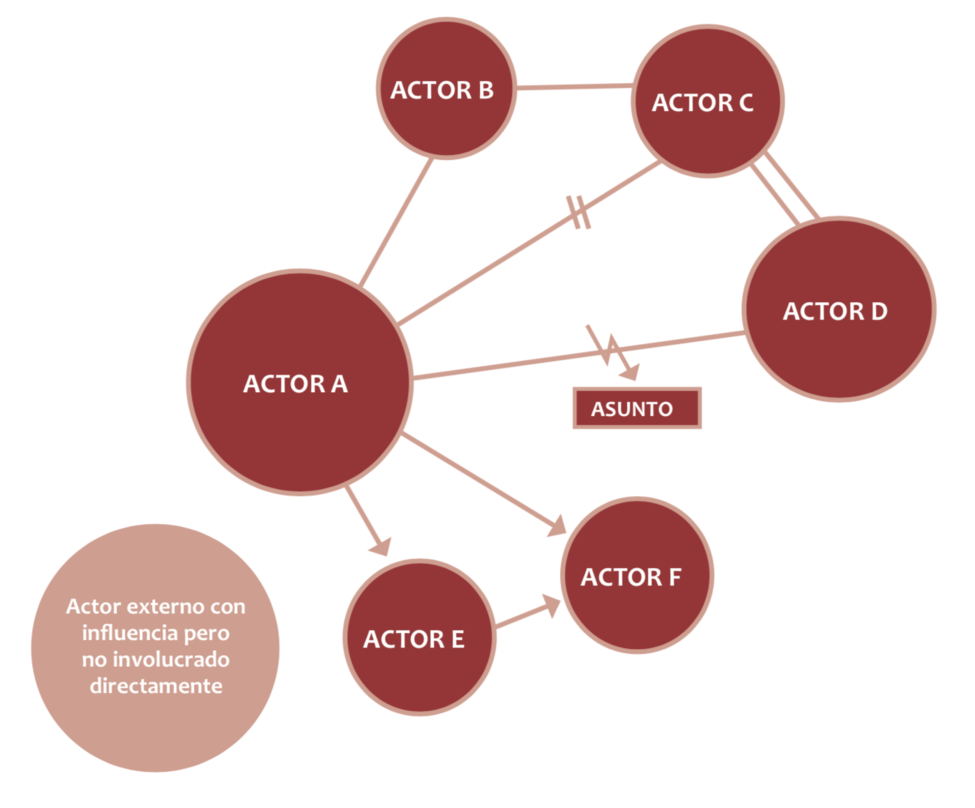 ACTOR B
ACTOR C
ACTOR D
ACTOR A
ASUNTO
ACTOR F
ACTOR E
Actor externo con
influencia pero
no involucrado
directamente